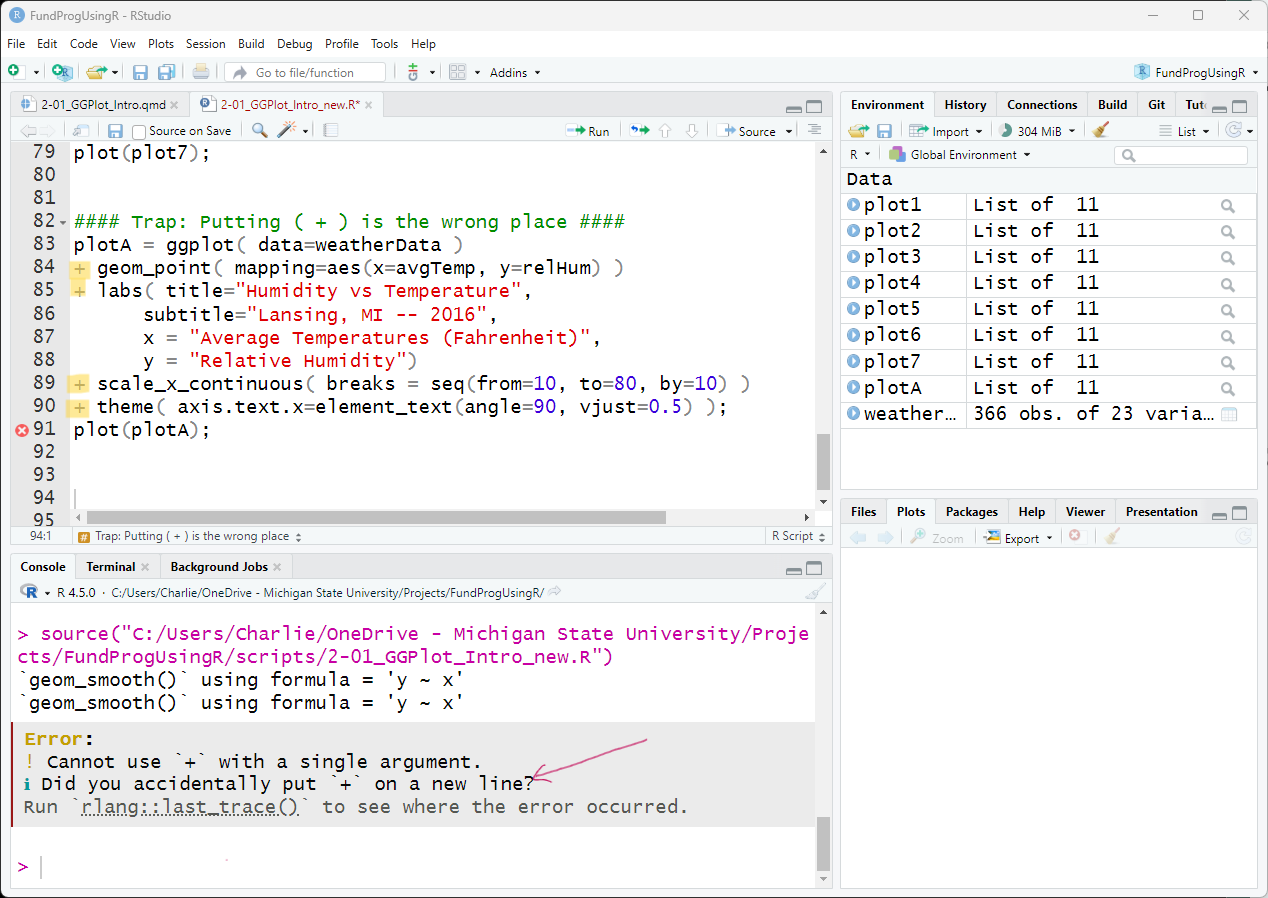 FundProgUsingR - RStudio
File Edit Code View Plots Session Build Debug Profile Tools Help
Go to file/function Addins FundProgUsingR
2-01_GGPlot_Intro.qmd 2-01_GGPlot_Intro_new.R*
Source on Save Run Source
79 plot(plot7);
80
81
82 #### Trap: Putting ( + ) is the wrong place ####
83 plotA = ggplot( data=weatherData )
84 + geom_point( mapping=aes(x=avgTemp, y=relHum) )
85 + labs( title="Humidity vs Temperature",
86 subtitle="Lansing, MI -- 2016",
87 x = "Average Temperatures (Fahrenheit)",
88 y = "Relative Humidity")
89 + scale_x_continuous( breaks = seq(from=10, to=80, by=10) )
90 + theme( axis.text.x=element_text(angle=90, vjust=0.5) );
91 plot(plotA);
92
93
94
95
94:1 # Trap: Putting ( + ) is the wrong place R Script
Console Terminal Background Jobs
R R 4.5.0 · C:/Users/Charlie/OneDrive - Michigan State University/Projects/FundProgUsingR/
> source("C:/Users/Charlie/OneDrive - Michigan State University/Proje
cts/FundProgUsingR/scripts/2-01_GGPlot_Intro_new.R")
`geom_smooth()` using formula = 'y ~ x'
`geom_smooth()` using formula = 'y ~ x'
Error:
! Cannot use `+` with a single argument.
i Did you accidentally put `+` on a new line?
Run `rlang::last_trace()` to see where the error occurred.
>
Environment History Connections Build Git Tut
Import 304 MiB List
R Global Environment
Data
plot1 List of 11
plot2 List of 11
plot3 List of 11
plot4 List of 11
plot5 List of 11
plot6 List of 11
plot7 List of 11
plotA List of 11
weather… 366 obs. of 23 varia…
Files Plots Packages Help Viewer Presentation
Zoom Export